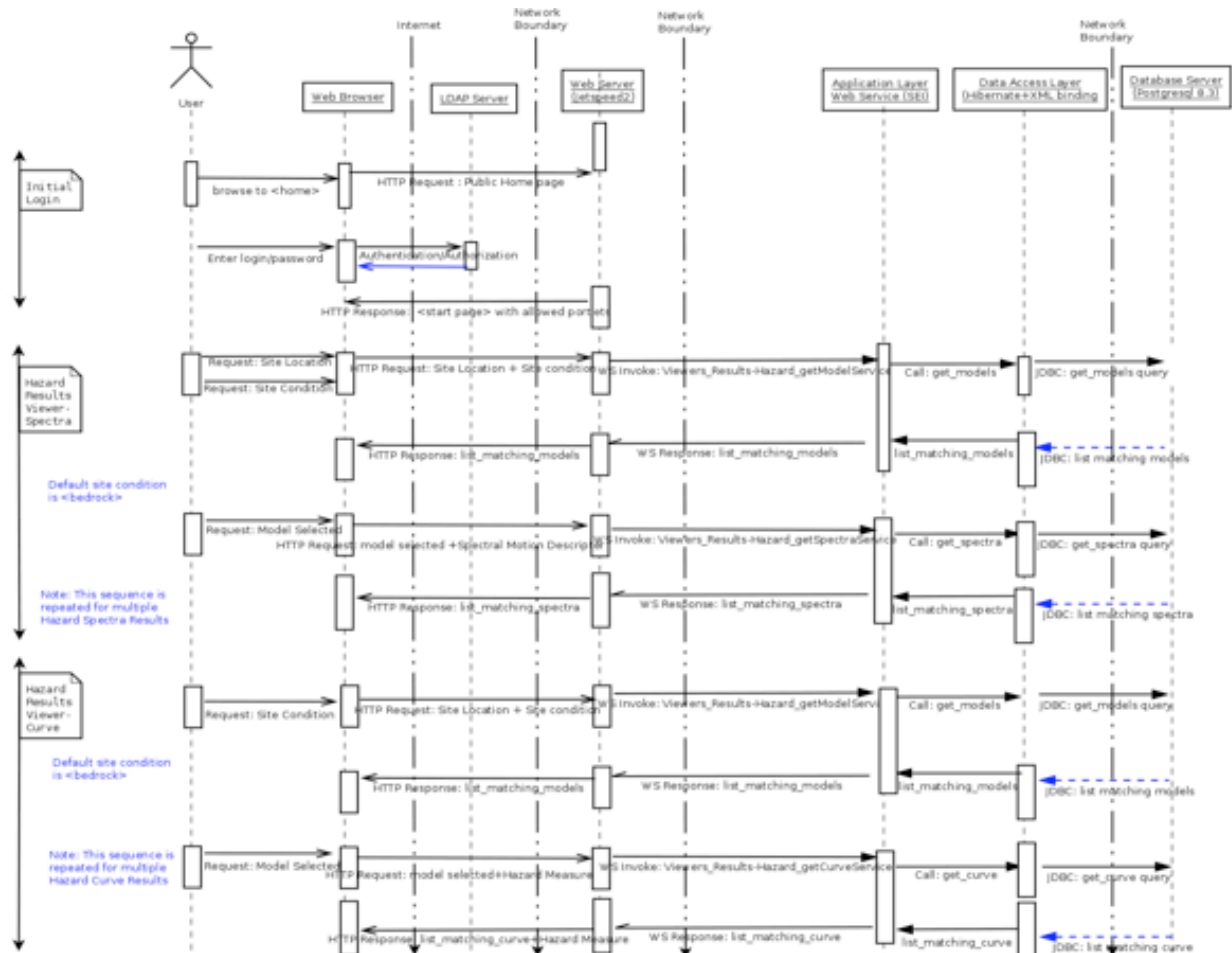 Internet
Network
Boundary
Network
Boundary
Network
Boundary
User
Web Browser
LDAP Server
Web Server
(Jetspeed2)
Application Layer
Web Service (SEI)
Data Access Layer
(Hibernate+XML binding
Database Server
(Postgresql 8.3)
Initial
Login
browse to <home>
HTTP Request : Public Home page
Enter login/password
Authentication/Authorization
HTTP Response: <start page> with allowed portlets
Hazard
Results
Viewer-
Spectra
Request: Site Location
Request: Site Condition
HTTP Request: Site Location + Site condition
WS Invoke: Viewers_Results-Hazard_getModelService
Call: get_models
JDBC: get_models query
HTTP Response: list_matching_models
WS Response: list_matching_models
list_matching_models
JDBC: list matching models
Default site condition
is <bedrock>
Request: Model Selected
HTTP Request: model selected +Spectral Motion Descriptor
WS Invoke: Viewers_Results-Hazard_getSpectraService
Call: get_spectra
JDBC: get_spectra query
Note: This sequence is
repeated for multiple
Hazard Spectra Results
HTTP Response: list_matching_spectra
WS Response: list_matching_spectra
list_matching_spectra
JDBC: list matching spectra
Hazard
Results
Viewer-
Curve
Request: Site Condition
HTTP Request: Site Location + Site condition
WS Invoke: Viewers_Results-Hazard_getModelService
Call: get_models
JDBC: get_models query
Default site condition
is <bedrock>
HTTP Response: list_matching_models
WS Response: list_matching_models
list_matching_models
JDBC: list matching models
Note: This sequence is
repeated for multiple
Hazard Curve Results
Request: Model Selected
HTTP Request: model selected+Hazard Measure
WS Invoke: Viewers_Results-Hazard_getCurveService
Call: get_curve
JDBC: get_curve query
HTTP Response: list_matching_curve+Hazard Measure
WS Response: list_matching_curve
list_matching_curve
JDBC: list matching curve